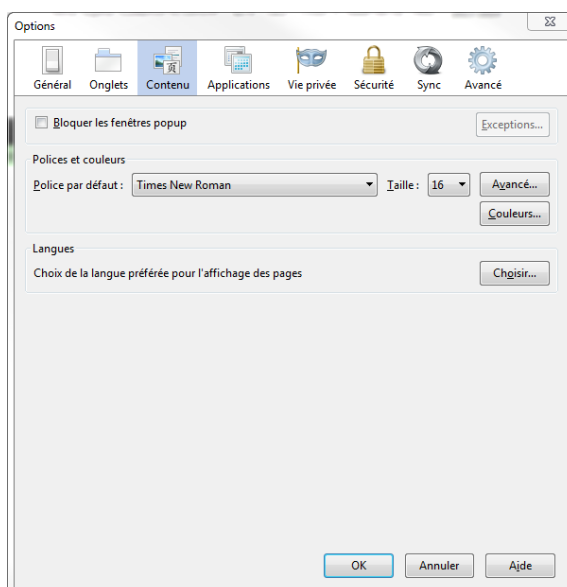 Options
Général Onglets Contenu Applications Vie privée Sécurité Sync Avancé
Bloquer les fenêtres popup Exceptions...
Polices et couleurs
Police par défaut : Times New Roman Taille : 16 Avancé...
Couleurs...
Langues
Choix de la langue préférée pour l'affichage des pages Choisir...
OK Annuler Aide